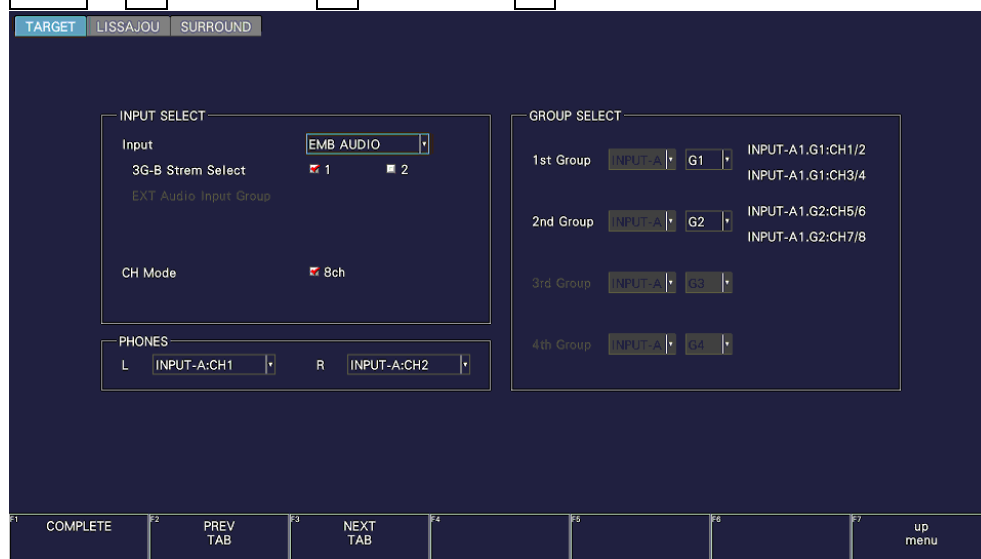 TARGET LISSAJOU SURROUND
INPUT SELECT
Input EMB AUDIO
3G-B Strem Select 1 2
EXT Audio Input Group
CH Mode 8ch
PHONES
L INPUT-A:CH1 R INPUT-A:CH2
GROUP SELECT
1st Group INPUT-A G1 INPUT-A1.G1:CH1/2
INPUT-A1.G1:CH3/4
2nd Group INPUT-A G2 INPUT-A1.G2:CH5/6
INPUT-A1.G2:CH7/8
3rd Group INPUT-A G3
4th Group INPUT-A G4
F1 COMPLETE F2 PREV TAB F3 NEXT TAB F4 F5 F6 F7 up menu